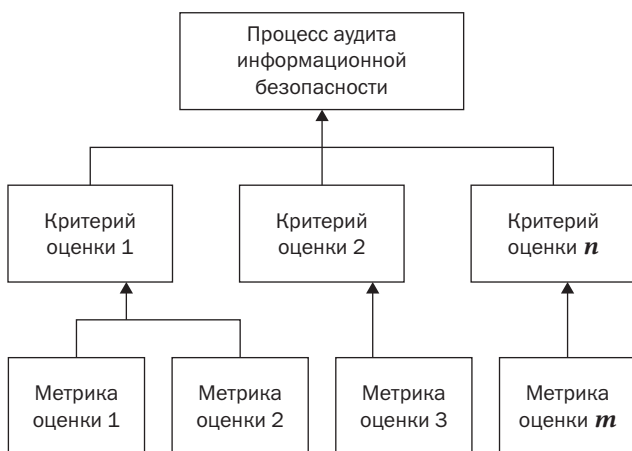 Процесс аудита
информационной
безопасности
Критерий
оценки 1
Критерий
оценки 2
Критерий
оценки n
Метрика
оценки 1
Метрика
оценки 2
Метрика
оценки 3
Метрика
оценки m